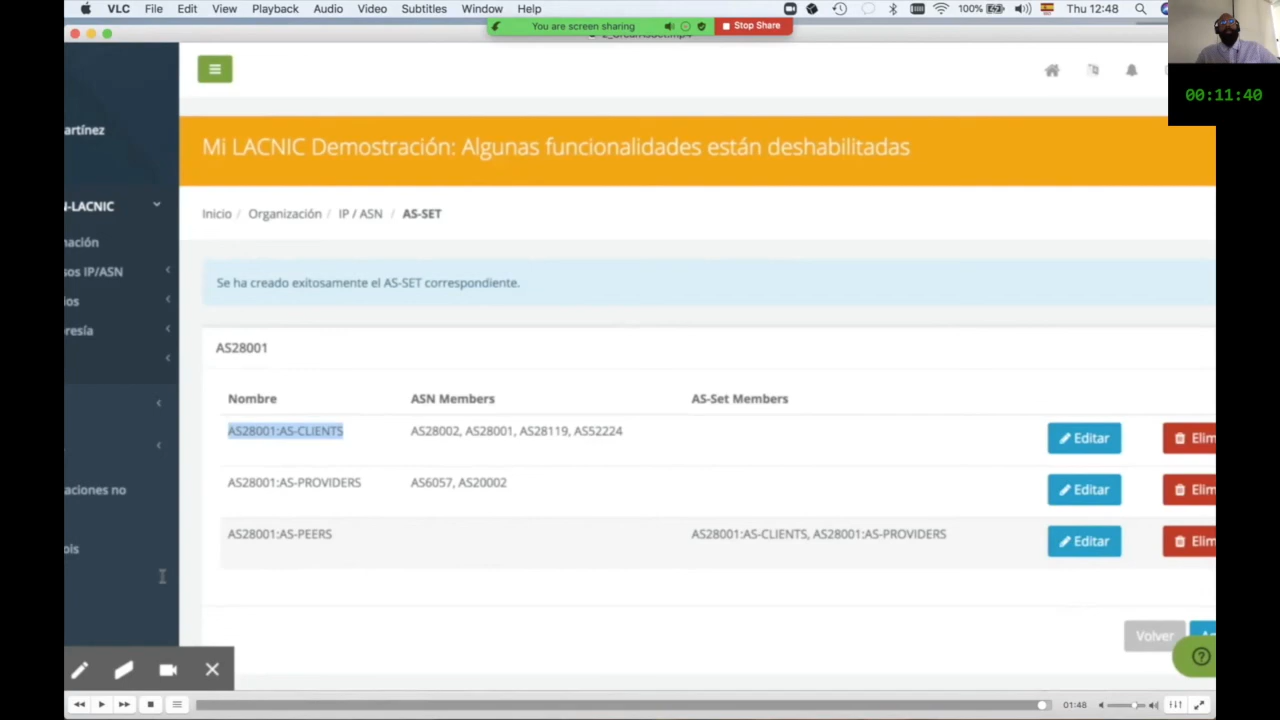 VLC File Edit View Playback Audio Video Subtitles Window Help 100% Thu 12:48
You are screen sharing Stop Share
00:11:40
artínez
Mi LACNIC Demostración: Algunas funcionalidades están deshabilitadas
N-LACNIC
Inicio / Organización / IP / ASN / AS-SET
nación
sos IP/ASN
ios
Se ha creado exitosamente el AS-SET correspondiente.
resía
AS28001
Nombre ASN Members AS-Set Members
AS28001:AS-CLIENTS AS28002, AS28001, AS28119, AS52224 Editar Elim
AS28001:AS-PROVIDERS AS6057, AS20002 Editar Elim
aciones no
AS28001:AS-PEERS AS28001:AS-CLIENTS, AS28001:AS-PROVIDERS Editar Elim
ois
Volver
01:48